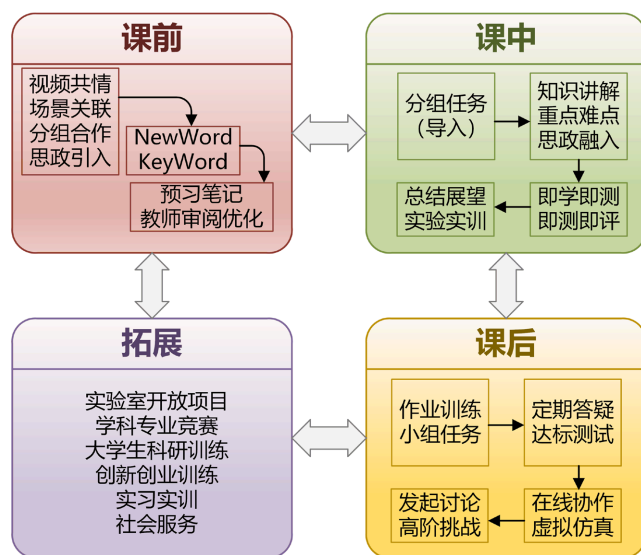 课前
视频共情
场景关联
分组合作
思政引入
NewWord
KeyWord
预习笔记
教师审阅优化
课中
分组任务
（导入）
知识讲解
重点难点
思政融入
即学即测
即测即评
总结展望
实验实训
拓展
实验室开放项目
学科专业竞赛
大学生科研训练
创新创业训练
实习实训
社会服务
课后
作业训练
小组任务
定期答疑
达标测试
在线协作
虚拟仿真
发起讨论
高阶挑战